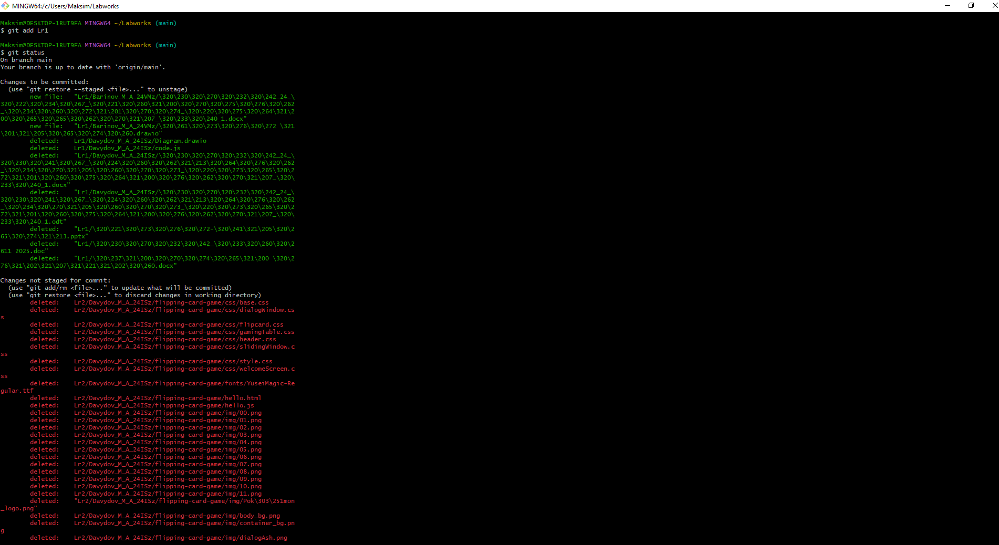 MINGW64:/c/Users/Maksim/Labworks
Maksim@DESKTOP-1RUT9FA MINGW64 ~/Labworks (main)
$ git add Lr1
Maksim@DESKTOP-1RUT9FA MINGW64 ~/Labworks (main)
$ git status
On branch main
Your branch is up to date with 'origin/main'.
Changes to be committed:
(use "git restore --staged <file>..." to unstage)
new file:   "Lr1/Barinov_M_A_24VMz/\320\230\320\270\320\232\320\242_24_\
320\222\320\234\320\267_\320\221\320\260\321\200\320\270\320\275\320\276\320\262
_\320\234\320\260\320\272\321\201\320\270\320\274_\320\220\320\275\320\264\321\2
00\320\265\320\265\320\262\320\270\321\207_\320\233\320\240_1.docx"
new file:   "Lr1/Barinov_M_A_24VMz/\320\261\320\273\320\276\320\272 \321
\201\321\205\320\265\320\274\320\260.drawio"
deleted:    Lr1/Davydov_M_A_24ISz/Diagram.drawio
deleted:    Lr1/Davydov_M_A_24ISz/code.js
deleted:    "Lr1/Davydov_M_A_24ISz/\320\230\320\270\320\232\320\242_24_\
320\230\320\241\320\267_\320\224\320\260\320\262\321\213\320\264\320\276\320\262
_\320\234\320\270\321\205\320\260\320\270\320\273_\320\220\320\273\320\265\320\2
72\321\201\320\260\320\275\320\264\321\200\320\276\320\262\320\270\321\207_\320\
233\320\240_1.docx"
deleted:    "Lr1/Davydov_M_A_24ISz/\320\230\320\270\320\232\320\242_24_\
320\230\320\241\320\267_\320\224\320\260\320\262\321\213\320\264\320\276\320\262
_\320\234\320\270\321\205\320\260\320\270\320\273_\320\220\320\273\320\265\320\2
72\321\201\320\260\320\275\320\264\321\200\320\276\320\262\320\270\321\207_\320\
233\320\240_1.odt"
deleted:    "Lr1/\320\221\320\273\320\276\320\272-\320\241\321\205\320\2
65\320\274\321\213.pptx"
deleted:    "Lr1/\320\230\320\270\320\232\320\242_\320\233\320\260\320\2
611 2025.doc"
deleted:    "Lr1/\320\237\321\200\320\270\320\274\320\265\321\200 \320\2
76\321\202\321\207\321\221\321\202\320\260.docx"
Changes not staged for commit:
(use "git add/rm <file>..." to update what will be committed)
(use "git restore <file>..." to discard changes in working directory)
deleted:    Lr2/Davydov_M_A_24ISz/flipping-card-game/css/base.css
deleted:    Lr2/Davydov_M_A_24ISz/flipping-card-game/css/dialogWindow.cs
s
deleted:    Lr2/Davydov_M_A_24ISz/flipping-card-game/css/flipcard.css
deleted:    Lr2/Davydov_M_A_24ISz/flipping-card-game/css/gamingTable.css
deleted:    Lr2/Davydov_M_A_24ISz/flipping-card-game/css/header.css
deleted:    Lr2/Davydov_M_A_24ISz/flipping-card-game/css/slidingWindow.c
ss
deleted:    Lr2/Davydov_M_A_24ISz/flipping-card-game/css/style.css
deleted:    Lr2/Davydov_M_A_24ISz/flipping-card-game/css/welcomeScreen.c
ss
deleted:    Lr2/Davydov_M_A_24ISz/flipping-card-game/fonts/YuseiMagic-Re
gular.ttf
deleted:    Lr2/Davydov_M_A_24ISz/flipping-card-game/hello.html
deleted:    Lr2/Davydov_M_A_24ISz/flipping-card-game/hello.js
deleted:    Lr2/Davydov_M_A_24ISz/flipping-card-game/img/00.png
deleted:    Lr2/Davydov_M_A_24ISz/flipping-card-game/img/01.png
deleted:    Lr2/Davydov_M_A_24ISz/flipping-card-game/img/02.png
deleted:    Lr2/Davydov_M_A_24ISz/flipping-card-game/img/03.png
deleted:    Lr2/Davydov_M_A_24ISz/flipping-card-game/img/04.png
deleted:    Lr2/Davydov_M_A_24ISz/flipping-card-game/img/05.png
deleted:    Lr2/Davydov_M_A_24ISz/flipping-card-game/img/06.png
deleted:    Lr2/Davydov_M_A_24ISz/flipping-card-game/img/07.png
deleted:    Lr2/Davydov_M_A_24ISz/flipping-card-game/img/08.png
deleted:    Lr2/Davydov_M_A_24ISz/flipping-card-game/img/09.png
deleted:    Lr2/Davydov_M_A_24ISz/flipping-card-game/img/10.png
deleted:    Lr2/Davydov_M_A_24ISz/flipping-card-game/img/11.png
deleted:    "Lr2/Davydov_M_A_24ISz/flipping-card-game/img/Pok\303\251mon
_logo.png"
deleted:    Lr2/Davydov_M_A_24ISz/flipping-card-game/img/body_bg.png
deleted:    Lr2/Davydov_M_A_24ISz/flipping-card-game/img/container_bg.pn
g
deleted:    Lr2/Davydov_M_A_24ISz/flipping-card-game/img/dialogAsh.png